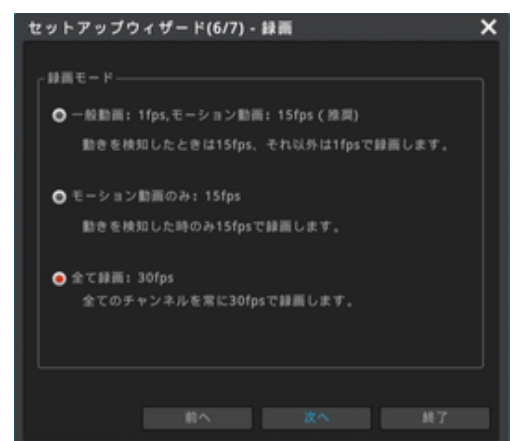 セットアップウィザード(6/7) - 録画
録画モード
一般動画: 1fps,モーション動画: 15fps ( 推奨)
動きを検知したときは15fps、それ以外は1fpsで録画します。
モーション動画のみ: 15fps
動きを検知した時のみ15fpsで録画します。
全て録画: 30fps
全てのチャンネルを常に30fpsで録画します。
前へ 次へ 終了